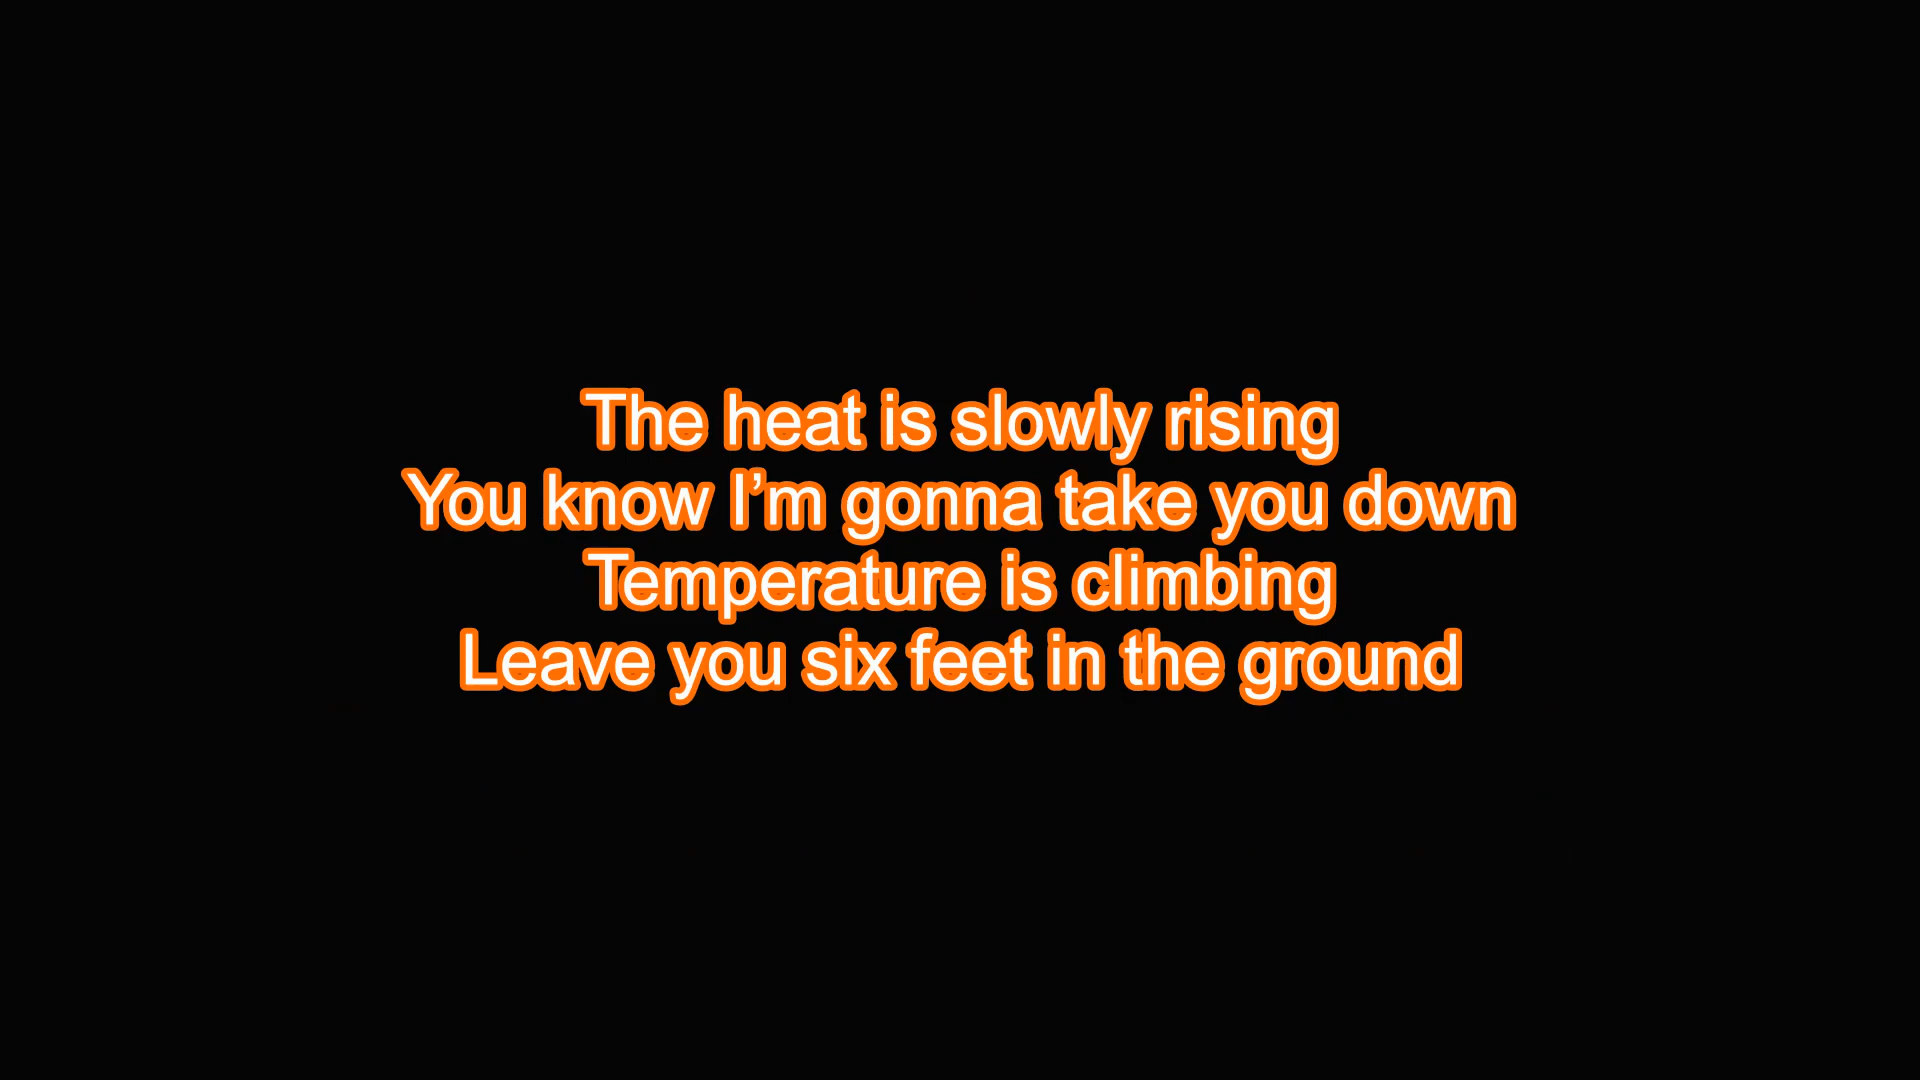 The heat is slowly rising
You know I’m gonna take you down
Temperature is climbing
Leave you six feet in the ground